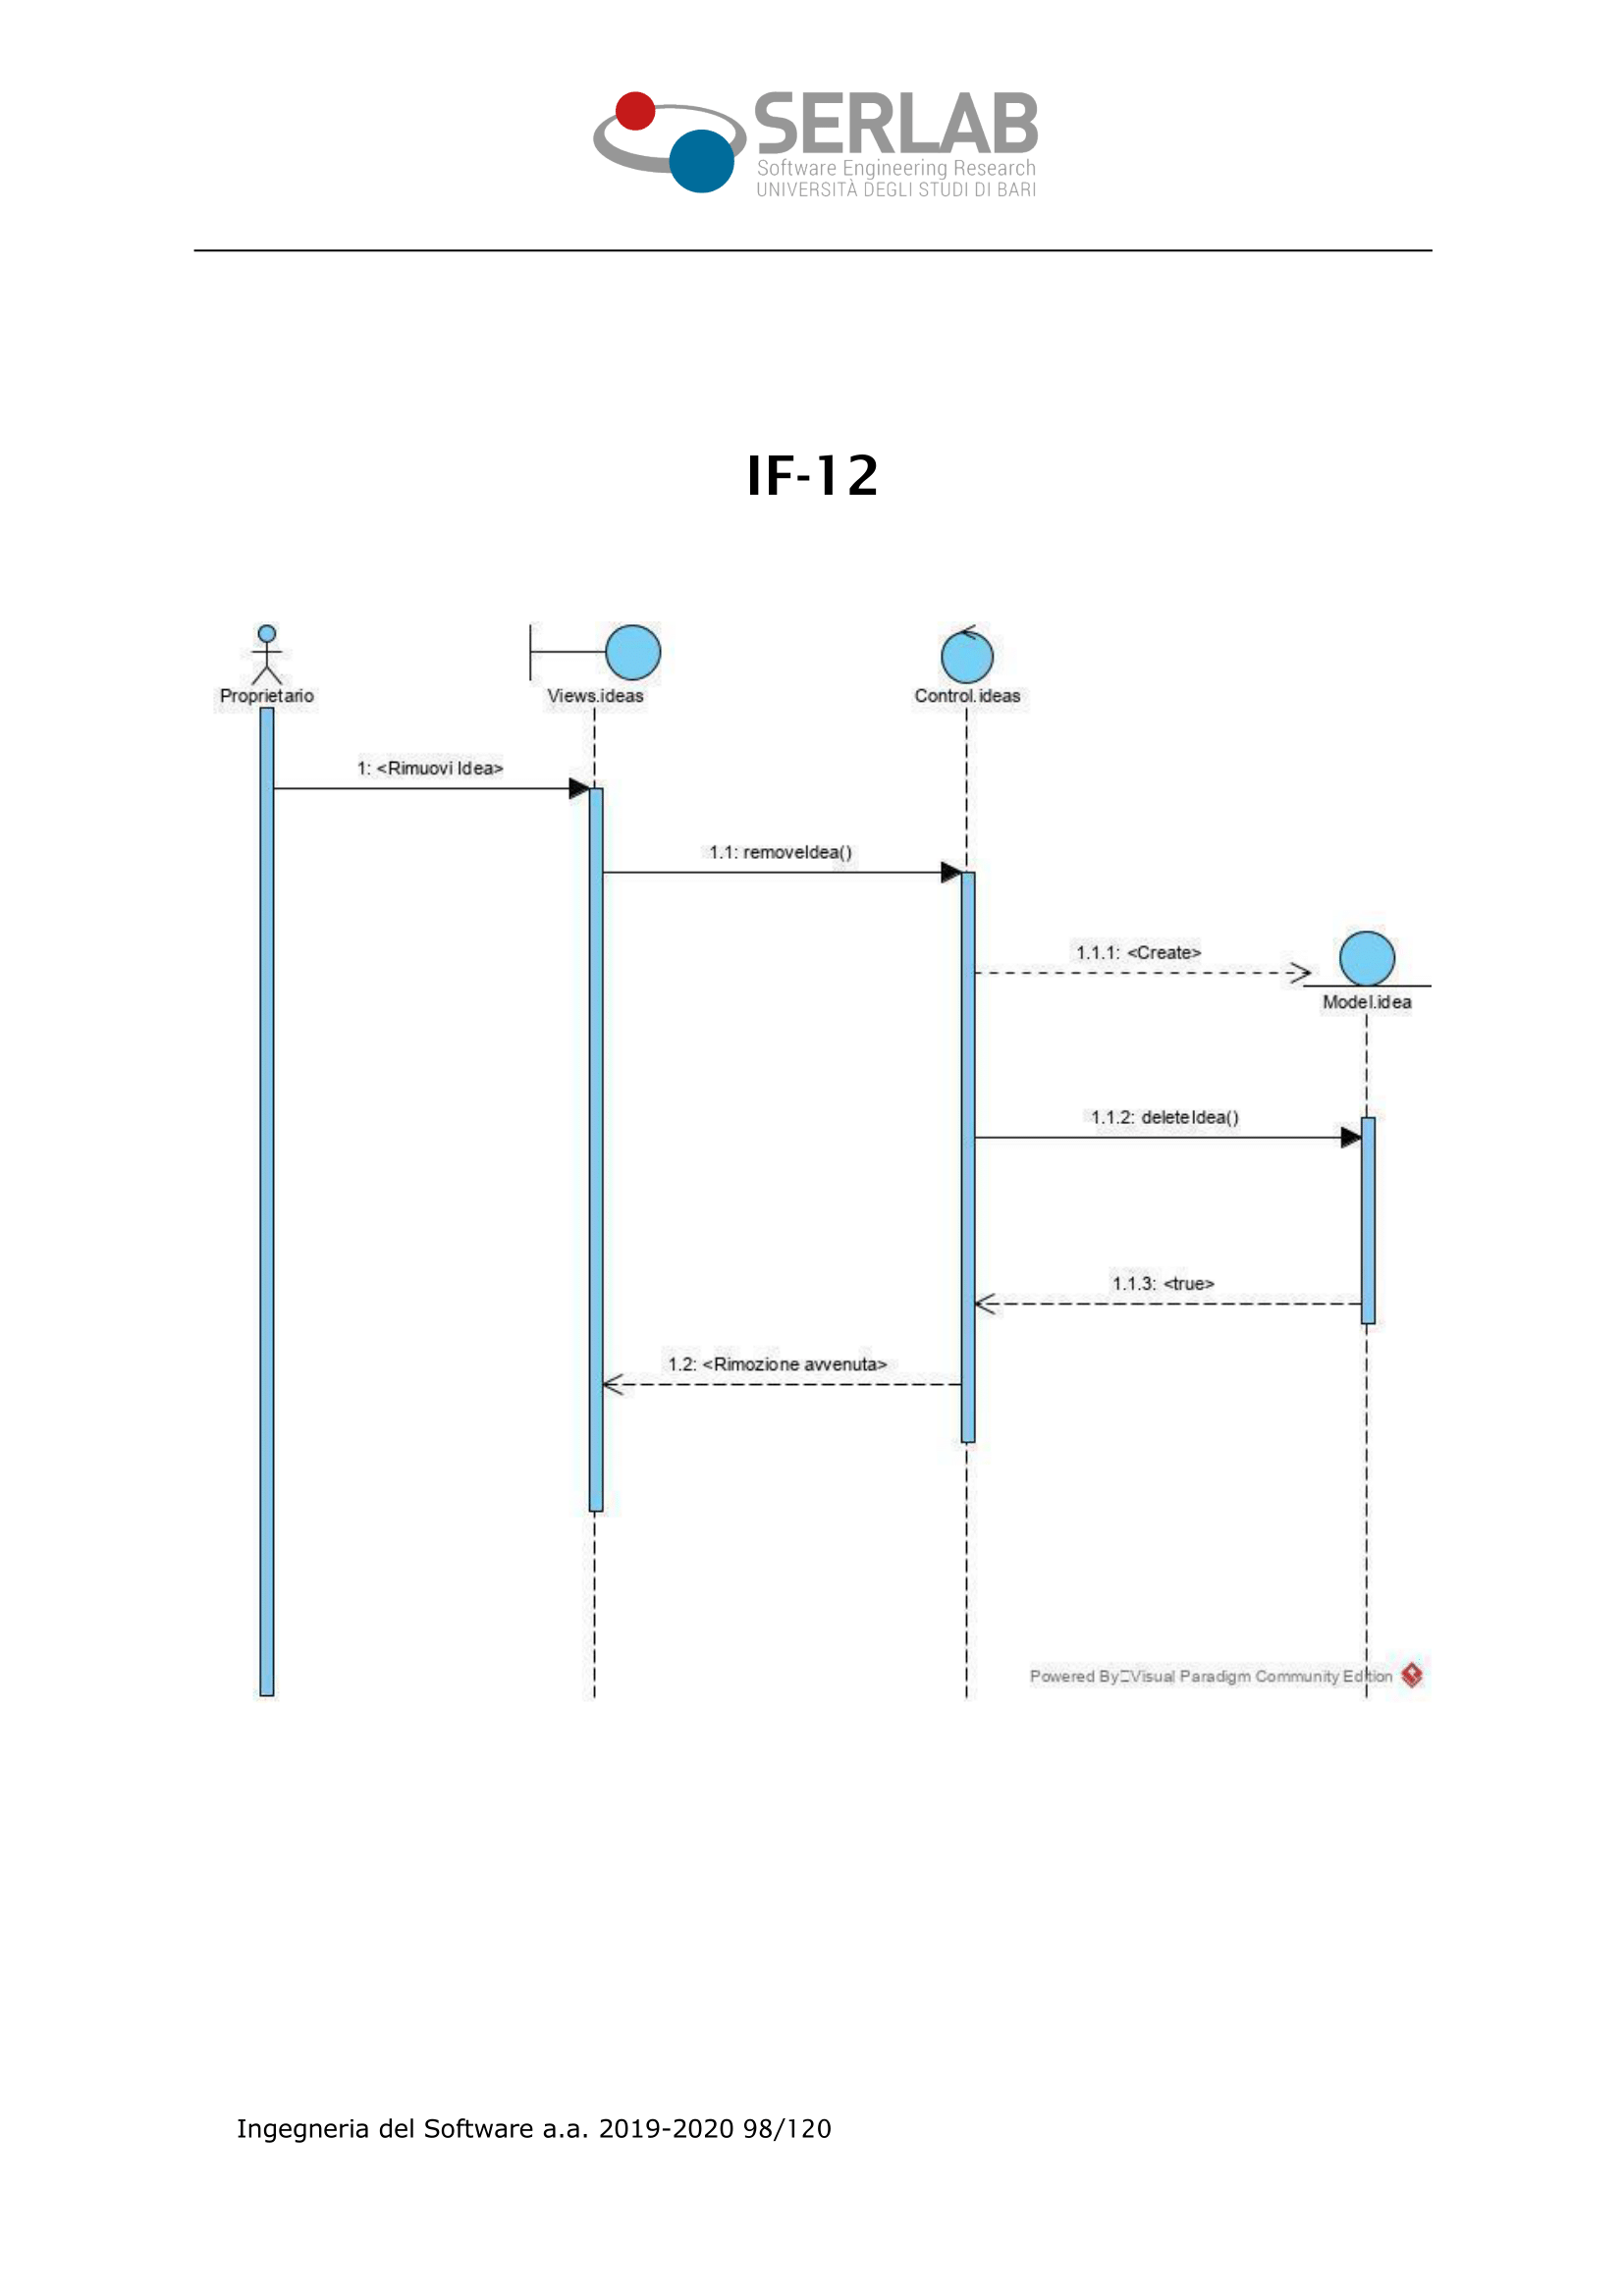 SERLAB
Software Engineering Research
UNIVERSITÀ DEGLI STUDI DI BARI
IF-12
Proprietario
Views.ideas
Control.ideas
1: <Rimuovi Idea>
1.1: removeIdea()
1.1.1: <Create>
Model.idea
1.1.2: deleteIdea()
1.1.3: <true>
1.2: <Rimozione avvenuta>
Powered By Visual Paradigm Community Edition
Ingegneria del Software a.a. 2019-2020 98/120